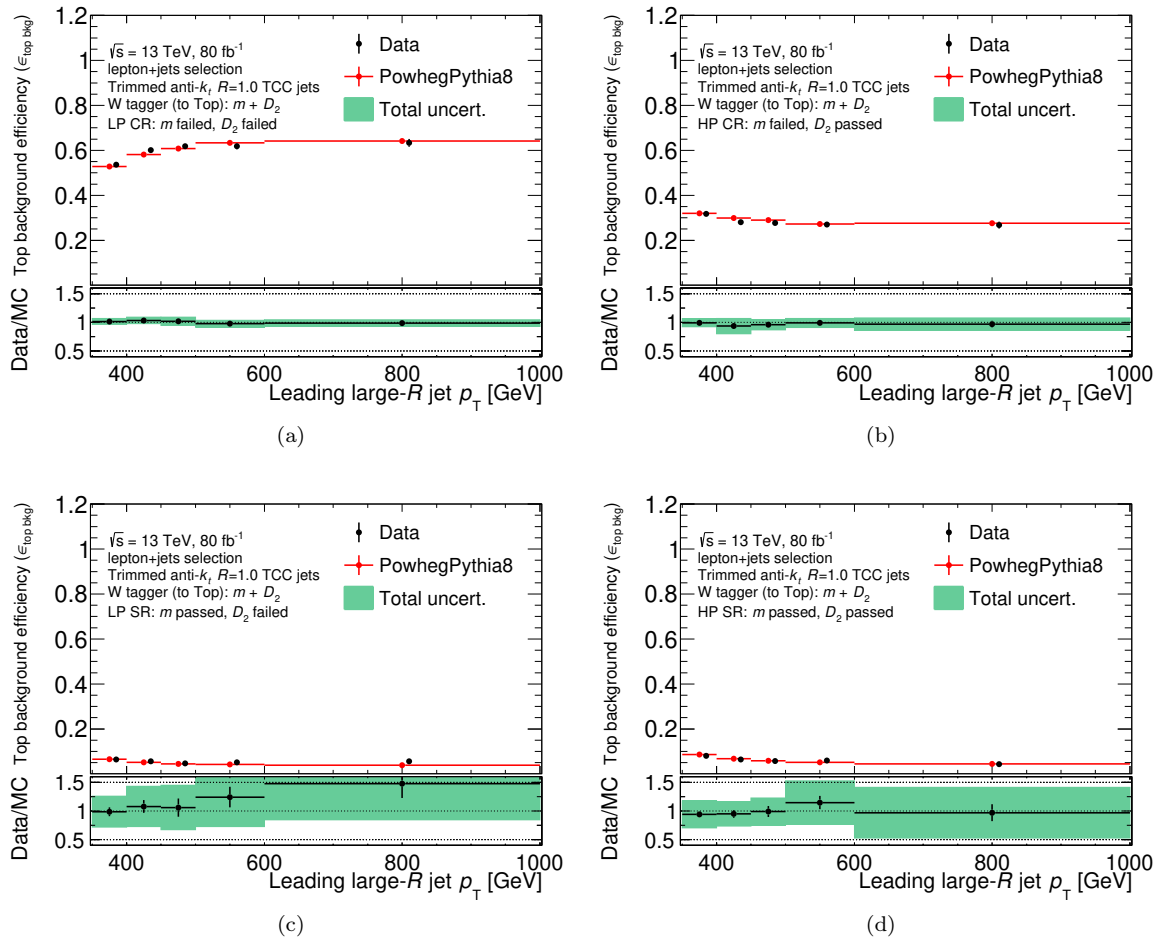 Top background efficiency (ϵ_top bkg)
1.2
1
0.8
0.6
0.4
0.2
√s = 13 TeV, 80 fb⁻¹
lepton+jets selection
Trimmed anti-k_t R=1.0 TCC jets
W tagger (to Top): m + D₂
LP CR: m failed, D₂ failed
Data
PowhegPythia8
Total uncert.
Data/MC
1.5
1
0.5
400 600 800 1000
Leading large-R jet p_T [GeV]
(a)
Top background efficiency (ϵ_top bkg)
1.2
1
0.8
0.6
0.4
0.2
√s = 13 TeV, 80 fb⁻¹
lepton+jets selection
Trimmed anti-k_t R=1.0 TCC jets
W tagger (to Top): m + D₂
HP CR: m failed, D₂ passed
Data
PowhegPythia8
Total uncert.
Data/MC
1.5
1
0.5
400 600 800 1000
Leading large-R jet p_T [GeV]
(b)
Top background efficiency (ϵ_top bkg)
1.2
1
0.8
0.6
0.4
0.2
√s = 13 TeV, 80 fb⁻¹
lepton+jets selection
Trimmed anti-k_t R=1.0 TCC jets
W tagger (to Top): m + D₂
LP SR: m passed, D₂ failed
Data
PowhegPythia8
Total uncert.
Data/MC
1.5
1
0.5
400 600 800 1000
Leading large-R jet p_T [GeV]
(c)
Top background efficiency (ϵ_top bkg)
1.2
1
0.8
0.6
0.4
0.2
√s = 13 TeV, 80 fb⁻¹
lepton+jets selection
Trimmed anti-k_t R=1.0 TCC jets
W tagger (to Top): m + D₂
HP SR: m passed, D₂ passed
Data
PowhegPythia8
Total uncert.
Data/MC
1.5
1
0.5
400 600 800 1000
Leading large-R jet p_T [GeV]
(d)